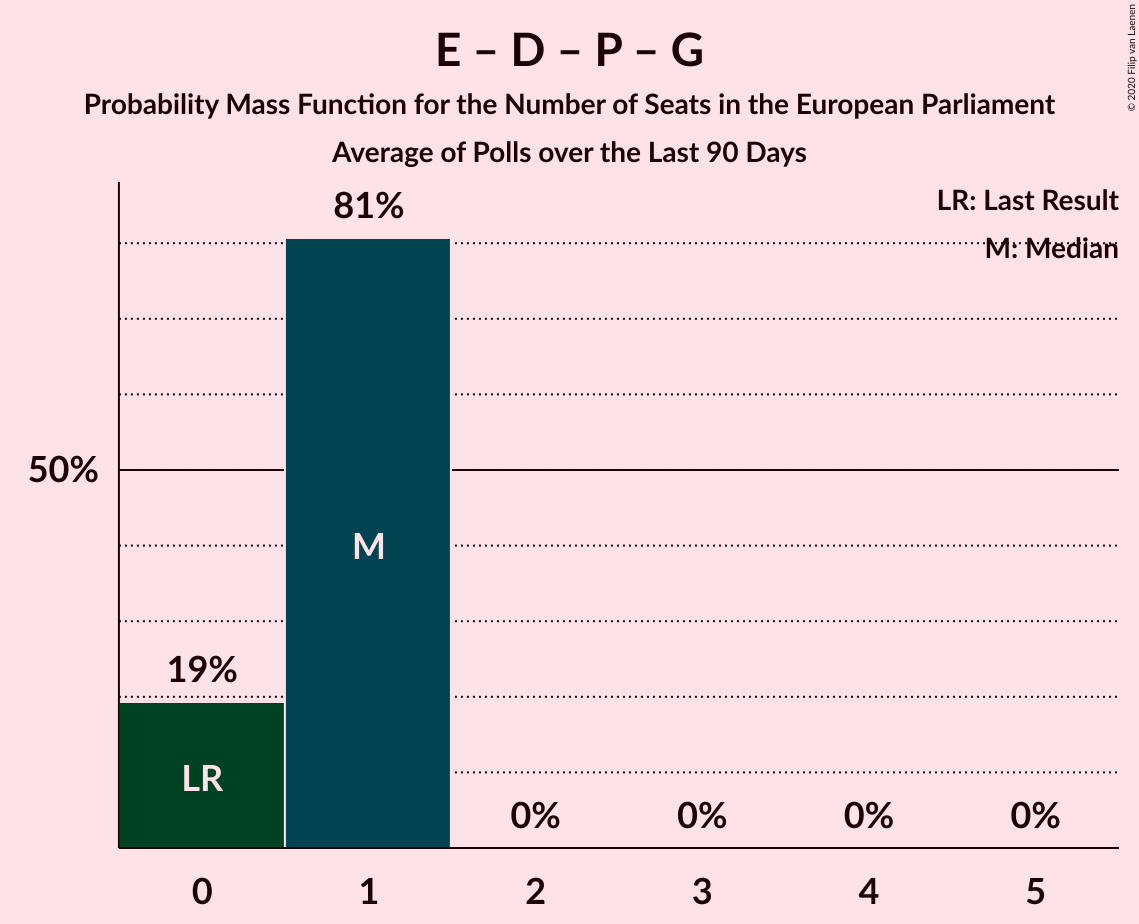 E – D – P – G
Probability Mass Function for the Number of Seats in the European Parliament
Average of Polls over the Last 90 Days
© 2020 Filip van Laenen
LR: Last Result
M: Median
81%
50%
M
19%
LR
0% 0% 0% 0%
0 1 2 3 4 5